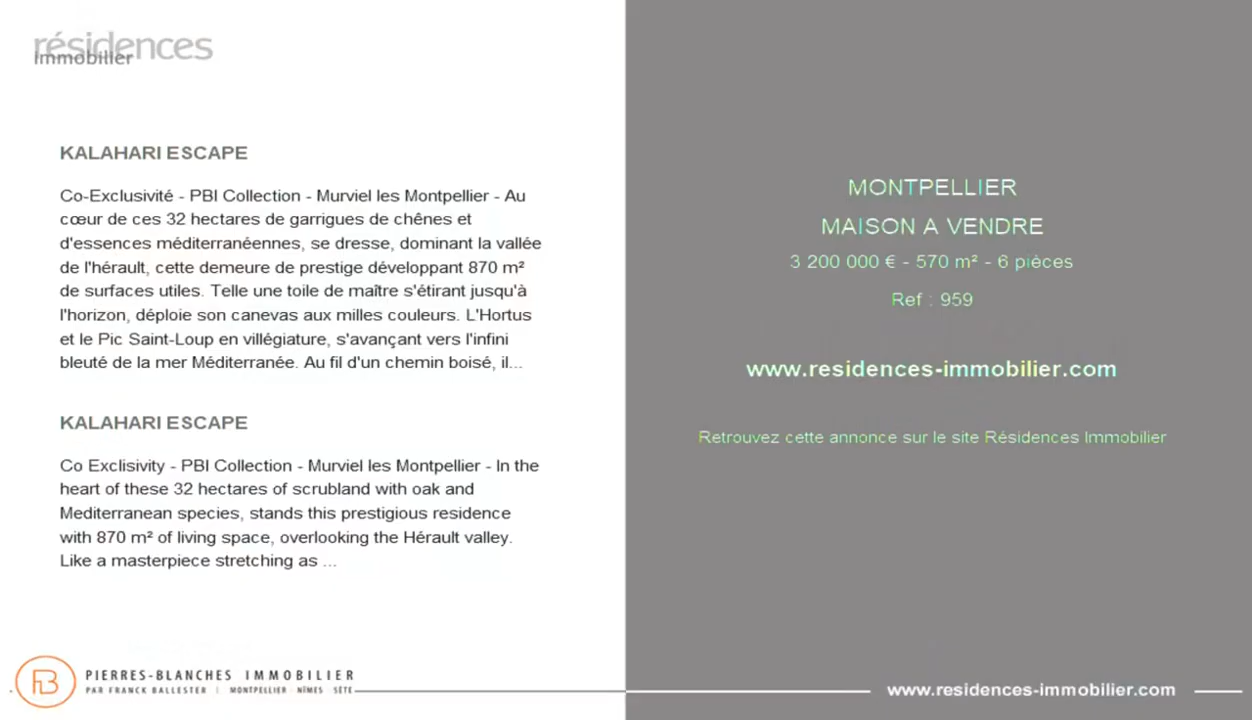 résidences
immobilier
KALAHARI ESCAPE
Co-Exclusivité - PBI Collection - Murviel les Montpellier - Au
cœur de ces 32 hectares de garrigues de chênes et
d'essences méditerranéennes, se dresse, dominant la vallée
de l'hérault, cette demeure de prestige développant 870 m²
de surfaces utiles. Telle une toile de maître s'étirant jusqu'à
l'horizon, déploie son canevas aux milles couleurs. L'Hortus
et le Pic Saint-Loup en villégiature, s'avançant vers l'infini
bleuté de la mer Méditerranée. Au fil d'un chemin boisé, il...
KALAHARI ESCAPE
Co Exclisivity - PBI Collection - Murviel les Montpellier - In the
heart of these 32 hectares of scrubland with oak and
Mediterranean species, stands this prestigious residence
with 870 m² of living space, overlooking the Hérault valley.
Like a masterpiece stretching as ...
PIERRES-BLANCHES IMMOBILIER
PAR FRANCK BALLESTER | MONTPELLIER NÎMES SÈTE
MONTPELLIER
MAISON A VENDRE
3 200 000 € - 570 m² - 6 pièces
Ref : 959
www.residences-immobilier.com
Retrouvez cette annonce sur le site Résidences Immobilier
www.residences-immobilier.com